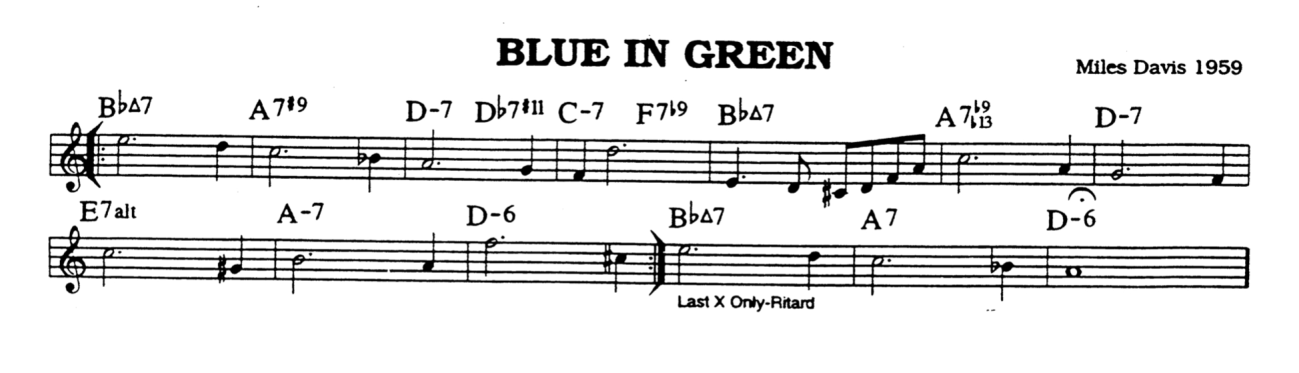 BLUE IN GREEN
Miles Davis 1959
B♭Δ7 A7♯9 D-7 D♭7♯11 C-7 F7♭9 B♭Δ7 A7♭9♭13 D-7
E7alt A-7 D-6 B♭Δ7 A7 D-6
Last X Only-Ritard